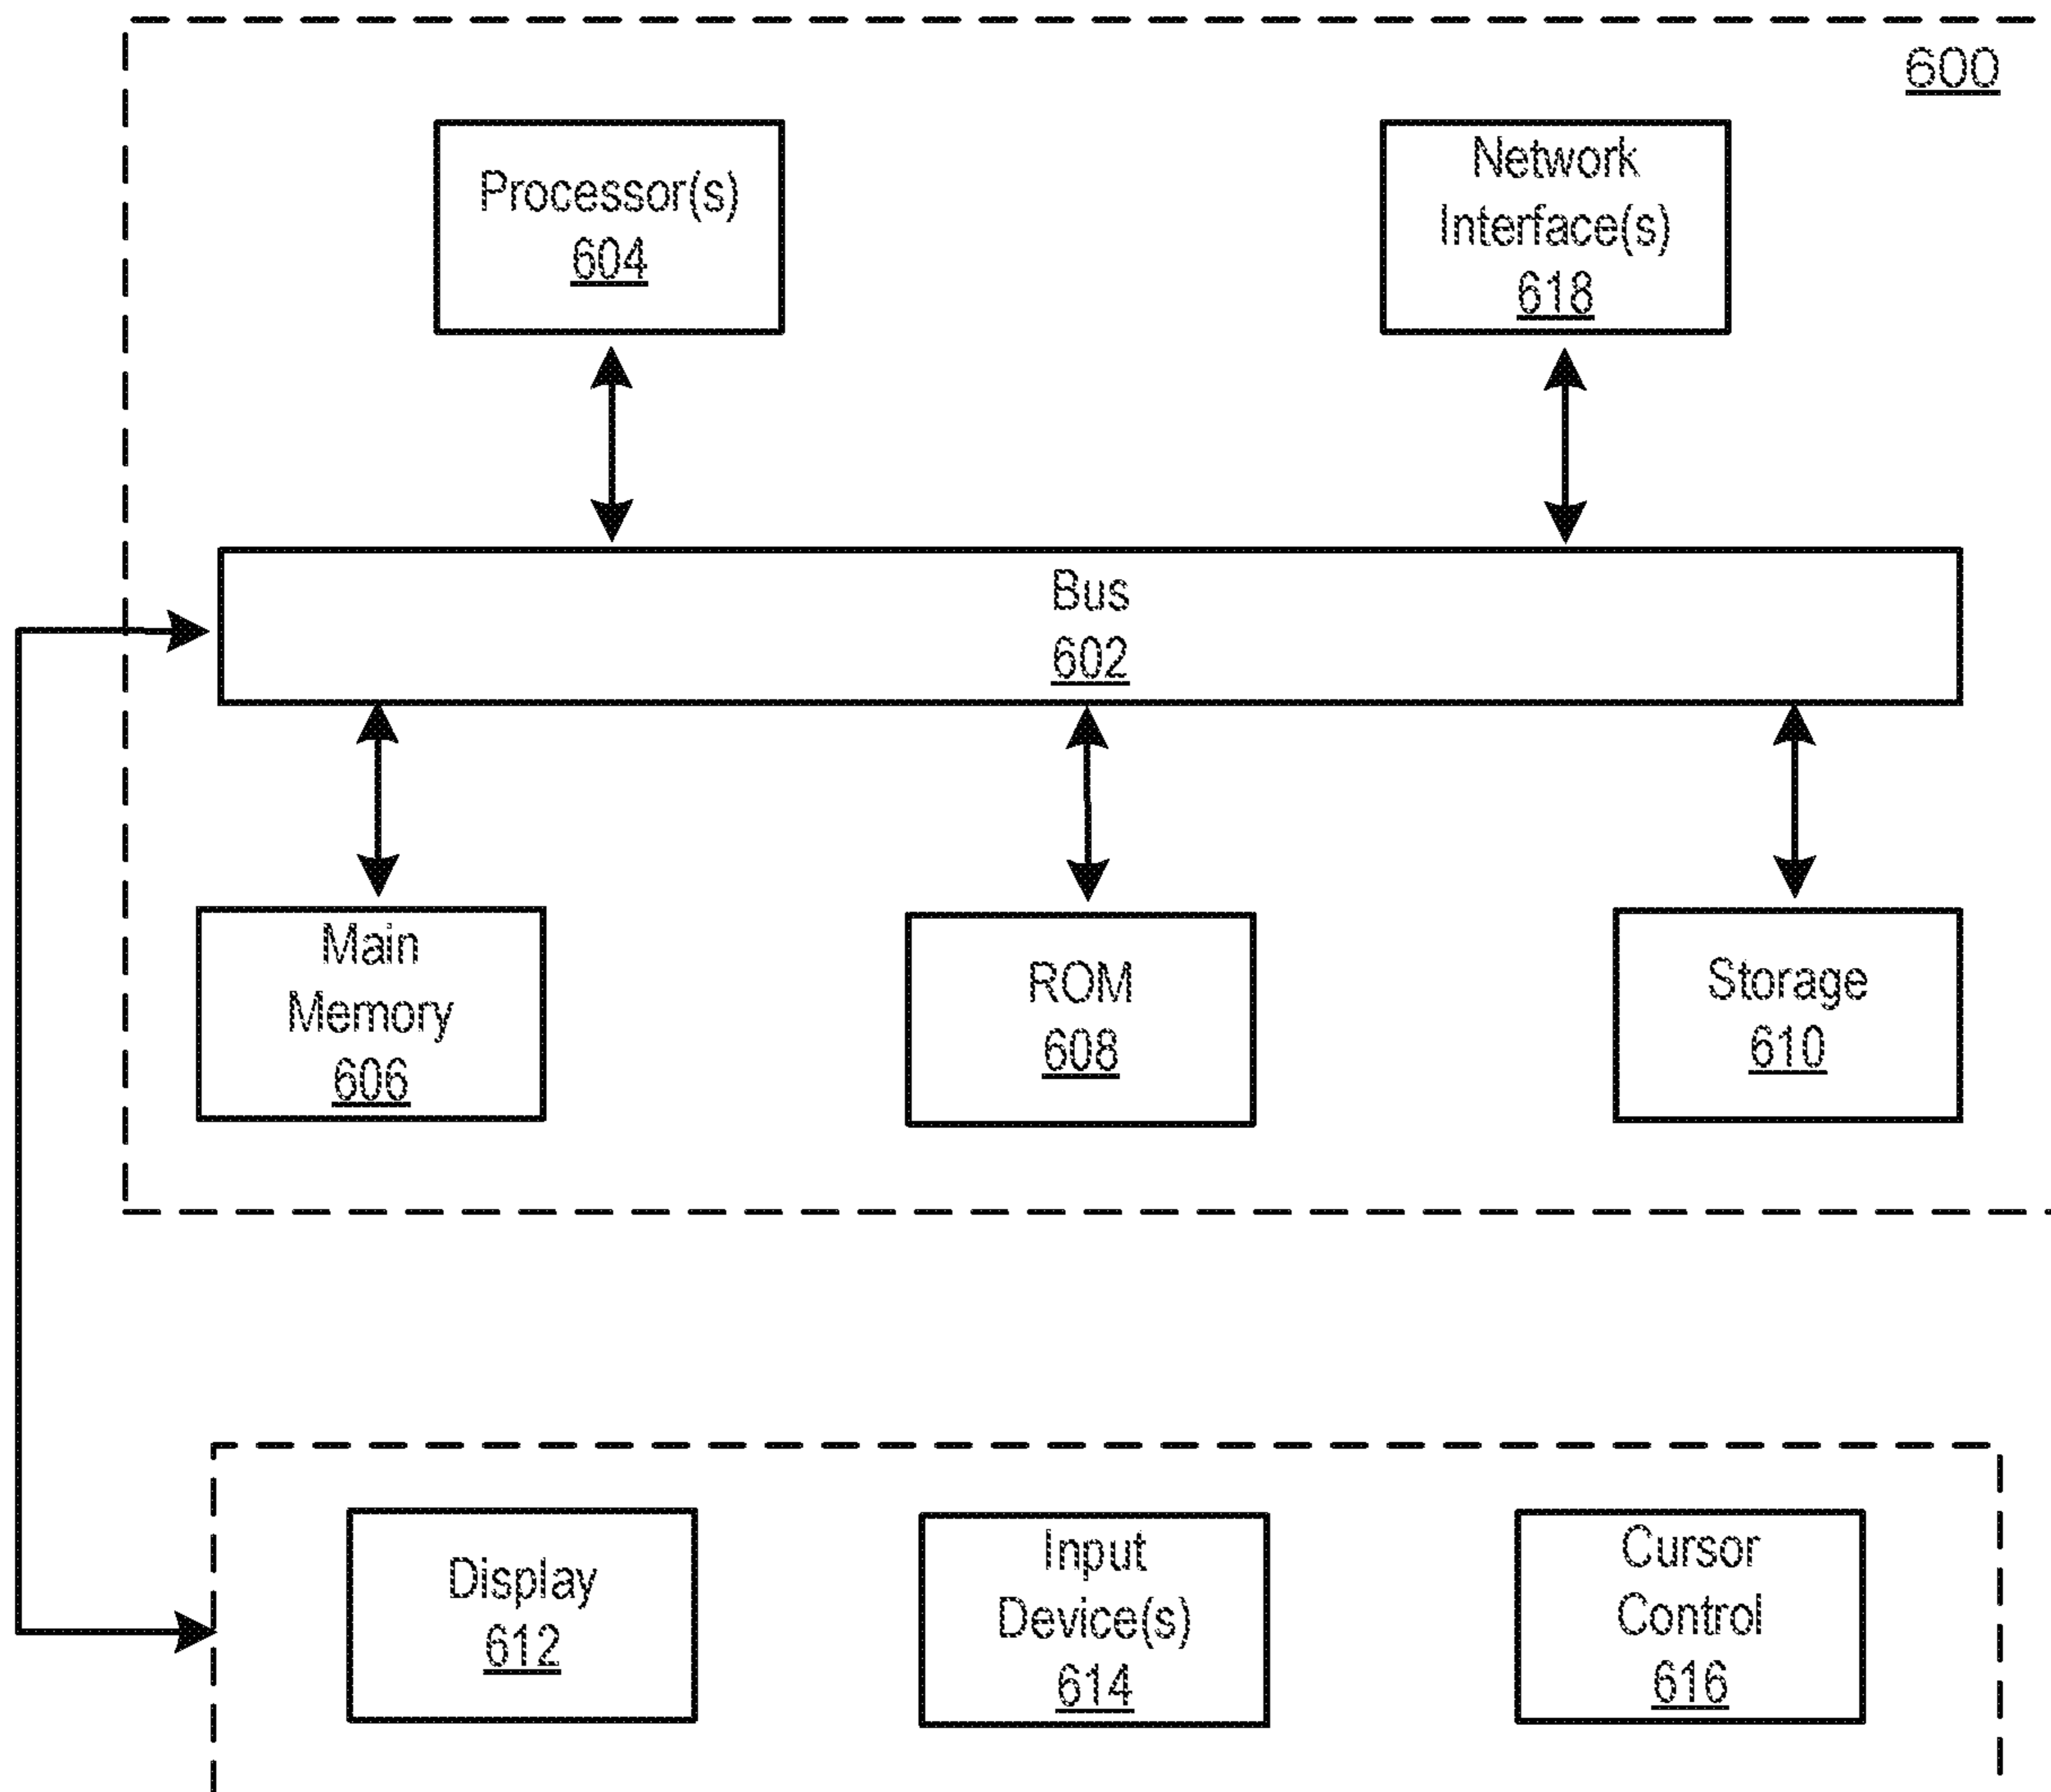 600
Processor(s)
604
Network
Interface(s)
618
Bus
602
Main
Memory
606
ROM
608
Storage
610
Display
612
Input
Device(s)
614
Cursor
Control
616